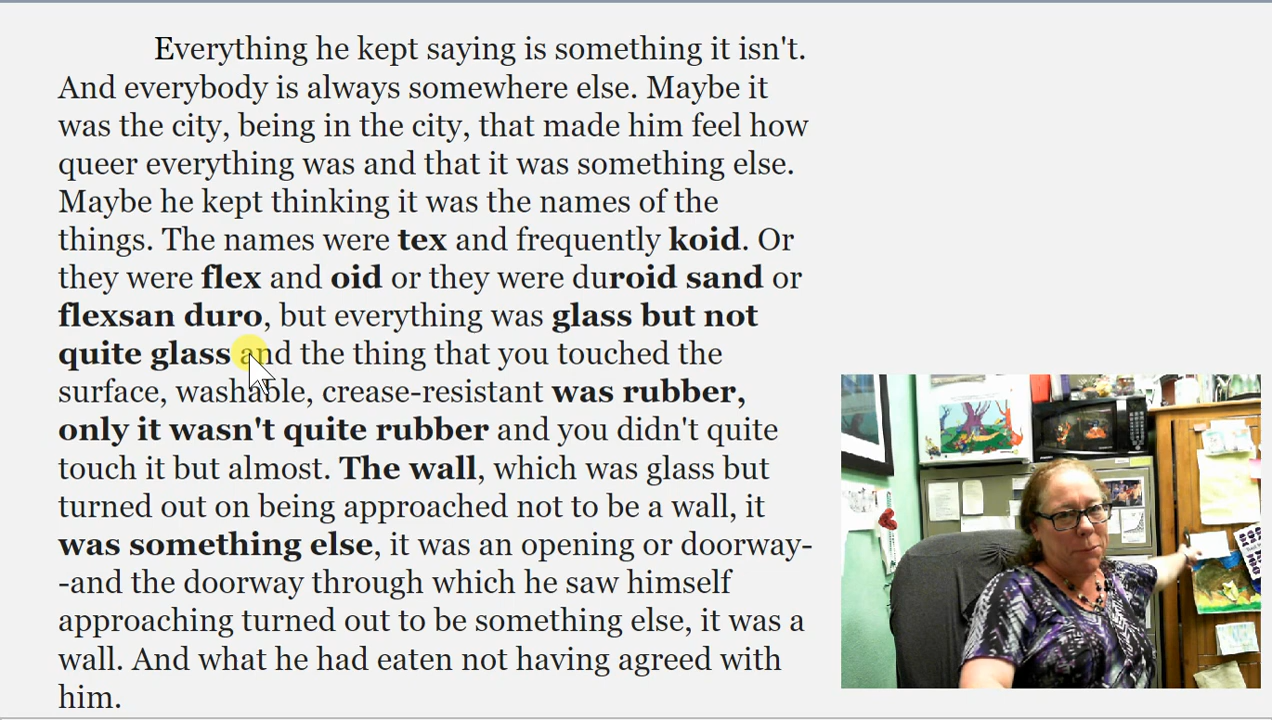 Everything he kept saying is something it isn't.
And everybody is always somewhere else. Maybe it
was the city, being in the city, that made him feel how
queer everything was and that it was something else.
Maybe he kept thinking it was the names of the
things. The names were tex and frequently koid. Or
they were flex and oid or they were duroid sand or
flexsan duro, but everything was glass but not
quite glass and the thing that you touched the
surface, washable, crease-resistant was rubber,
only it wasn't quite rubber and you didn't quite
touch it but almost. The wall, which was glass but
turned out on being approached not to be a wall, it
was something else, it was an opening or doorway-
-and the doorway through which he saw himself
approaching turned out to be something else, it was a
wall. And what he had eaten not having agreed with
him.